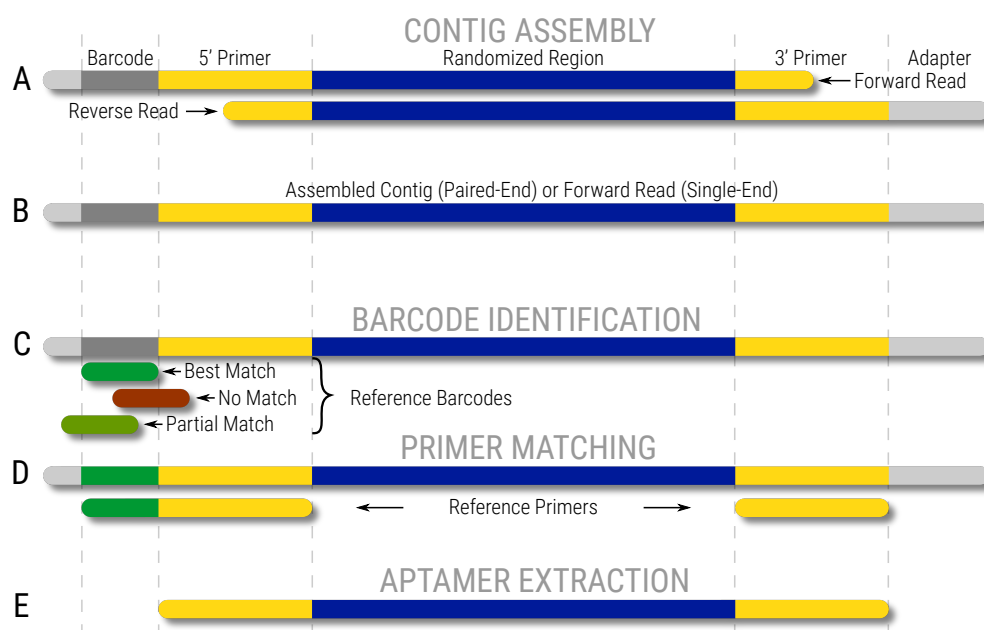 CONTIG ASSEMBLY
Barcode
5’ Primer
Randomized Region
3’ Primer
Adapter
A
Forward Read
Reverse Read
Assembled Contig (Paired-End) or Forward Read (Single-End)
B
BARCODE IDENTIFICATION
C
Best Match
No Match
Reference Barcodes
Partial Match
PRIMER MATCHING
D
Reference Primers
APTAMER EXTRACTION
E